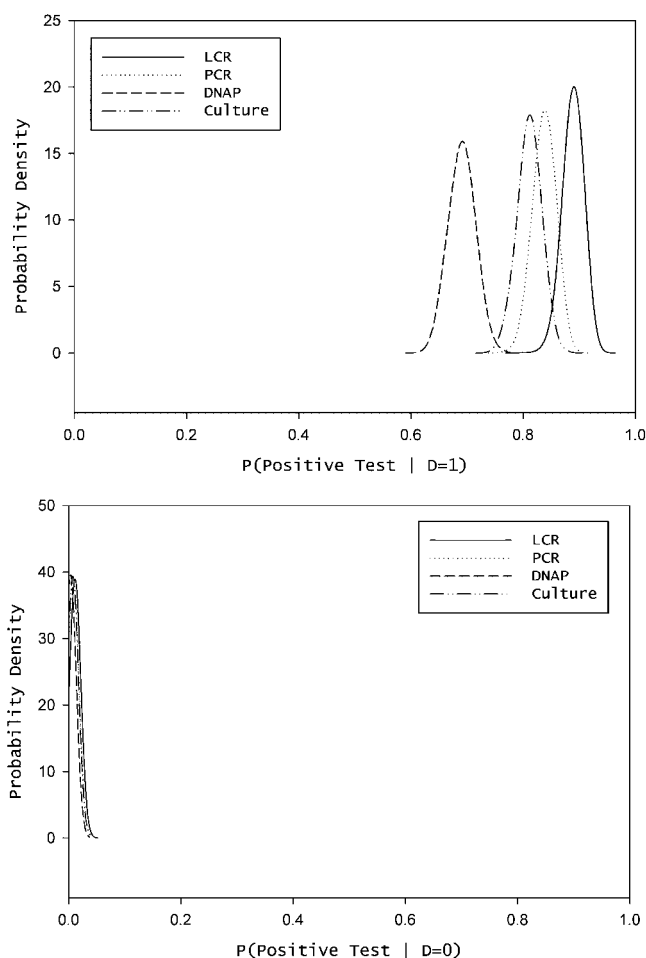 25
20
15
10
5
0
Probability Density
LCR
PCR
DNAP
Culture
0.0 0.2 0.4 0.6 0.8 1.0
P(Positive Test | D=1)
50
40
30
20
10
0
Probability Density
LCR
PCR
DNAP
Culture
0.0 0.2 0.4 0.6 0.8 1.0
P(Positive Test | D=0)